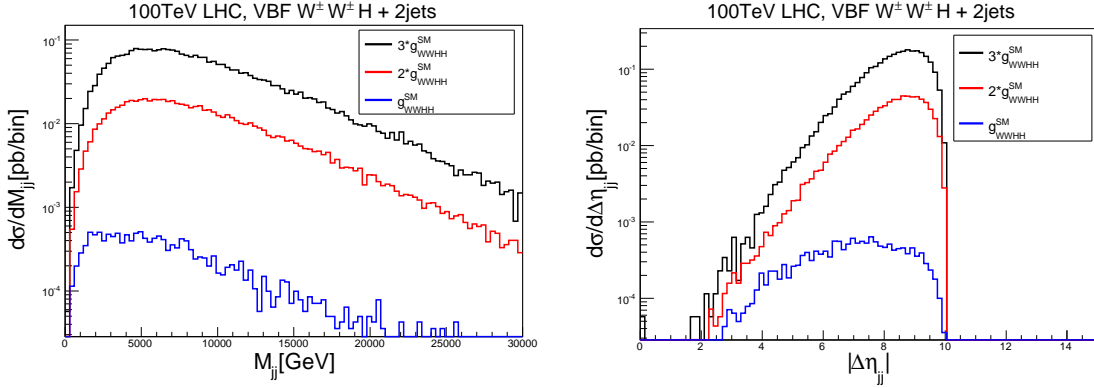 100TeV LHC, VBF W± W± H + 2jets
dσ/dM_jj[pb/bin]
10⁻¹
10⁻²
10⁻³
10⁻⁴
3*g^SM_WWHH
2*g^SM_WWHH
g^SM_WWHH
0 5000 10000 15000 20000 25000 30000
M_jj[GeV]
100TeV LHC, VBF W± W± H + 2jets
dσ/dΔη_jj[pb/bin]
10⁻¹
10⁻²
10⁻³
10⁻⁴
3*g^SM_WWHH
2*g^SM_WWHH
g^SM_WWHH
0 2 4 6 8 10 12 14
|Δη_jj|